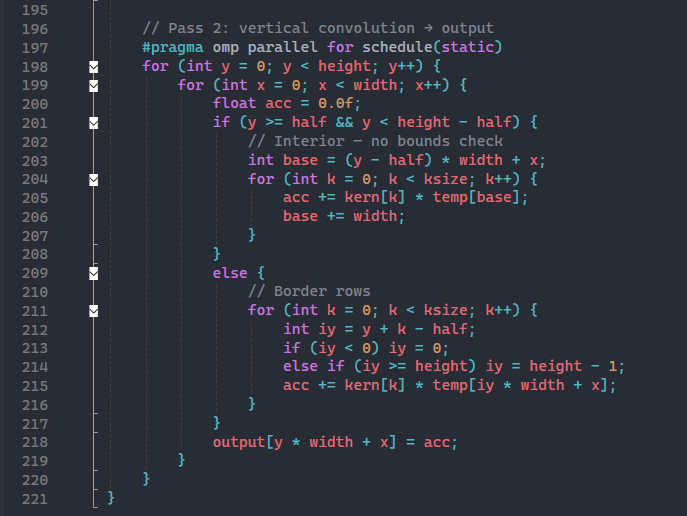 195
196 // Pass 2: vertical convolution → output
197 #pragma omp parallel for schedule(static)
198 for (int y = 0; y < height; y++) {
199 for (int x = 0; x < width; x++) {
200 float acc = 0.0f;
201 if (y >= half && y < height - half) {
202 // Interior — no bounds check
203 int base = (y - half) * width + x;
204 for (int k = 0; k < ksize; k++) {
205 acc += kern[k] * temp[base];
206 base += width;
207 }
208 }
209 else {
210 // Border rows
211 for (int k = 0; k < ksize; k++) {
212 int iy = y + k - half;
213 if (iy < 0) iy = 0;
214 else if (iy >= height) iy = height - 1;
215 acc += kern[k] * temp[iy * width + x];
216 }
217 }
218 output[y * width + x] = acc;
219 }
220 }
221 }